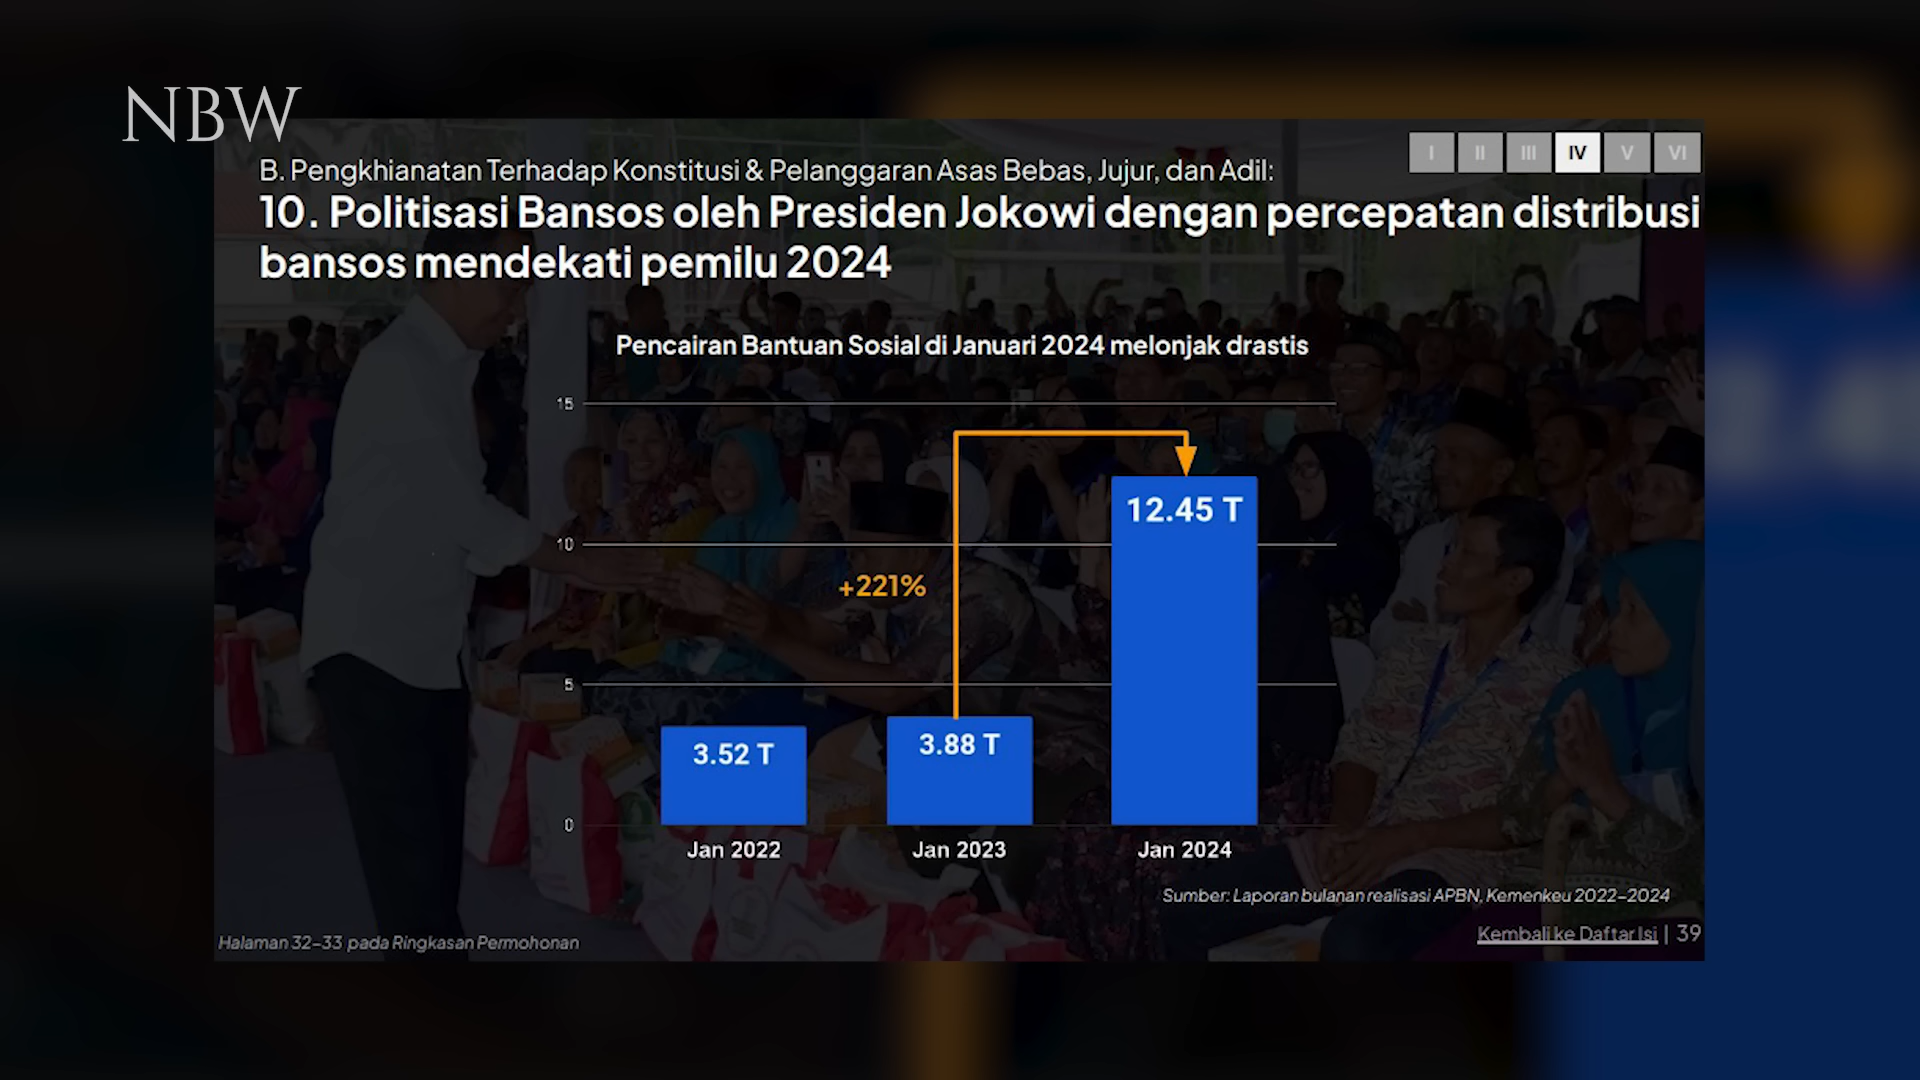 NBW
I II III IV V VI
B. Pengkhianatan Terhadap Konstitusi & Pelanggaran Asas Bebas, Jujur, dan Adil:
10. Politisasi Bansos oleh Presiden Jokowi dengan percepatan distribusi
bansos mendekati pemilu 2024
Pencairan Bantuan Sosial di Januari 2024 melonjak drastis
15
12.45 T
10
+221%
5
3.52 T
3.88 T
0
Jan 2022
Jan 2023
Jan 2024
Sumber: Laporan bulanan realisasi APBN, Kemenkeu 2022-2024
Halaman 32-33 pada Ringkasan Permohonan
Kembali ke Daftar Isi | 39